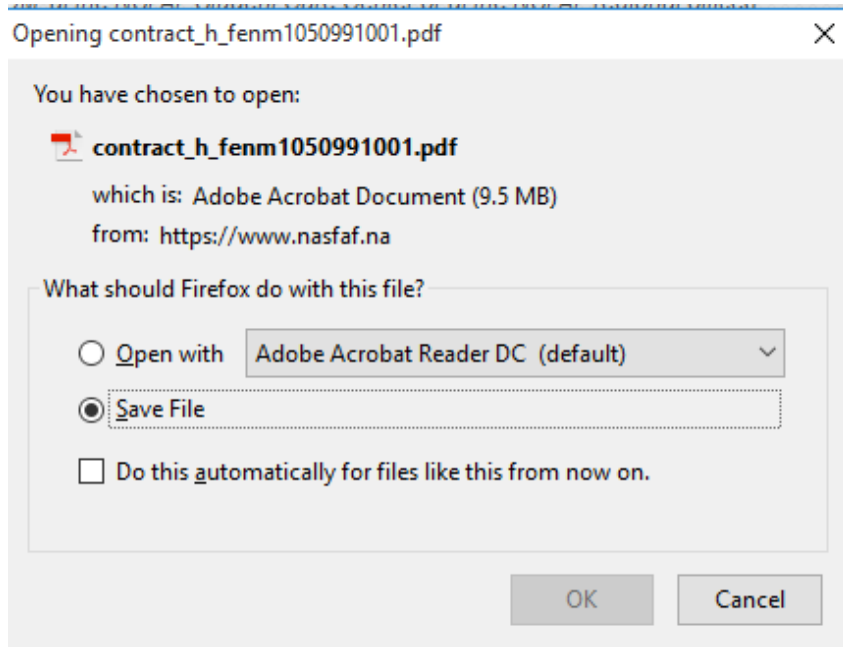 Opening contract_h_fenm1050991001.pdf
You have chosen to open:
contract_h_fenm1050991001.pdf
which is: Adobe Acrobat Document (9.5 MB)
from: https://www.nasfaf.na
What should Firefox do with this file?
Open with Adobe Acrobat Reader DC (default)
Save File
Do this automatically for files like this from now on.
OK Cancel